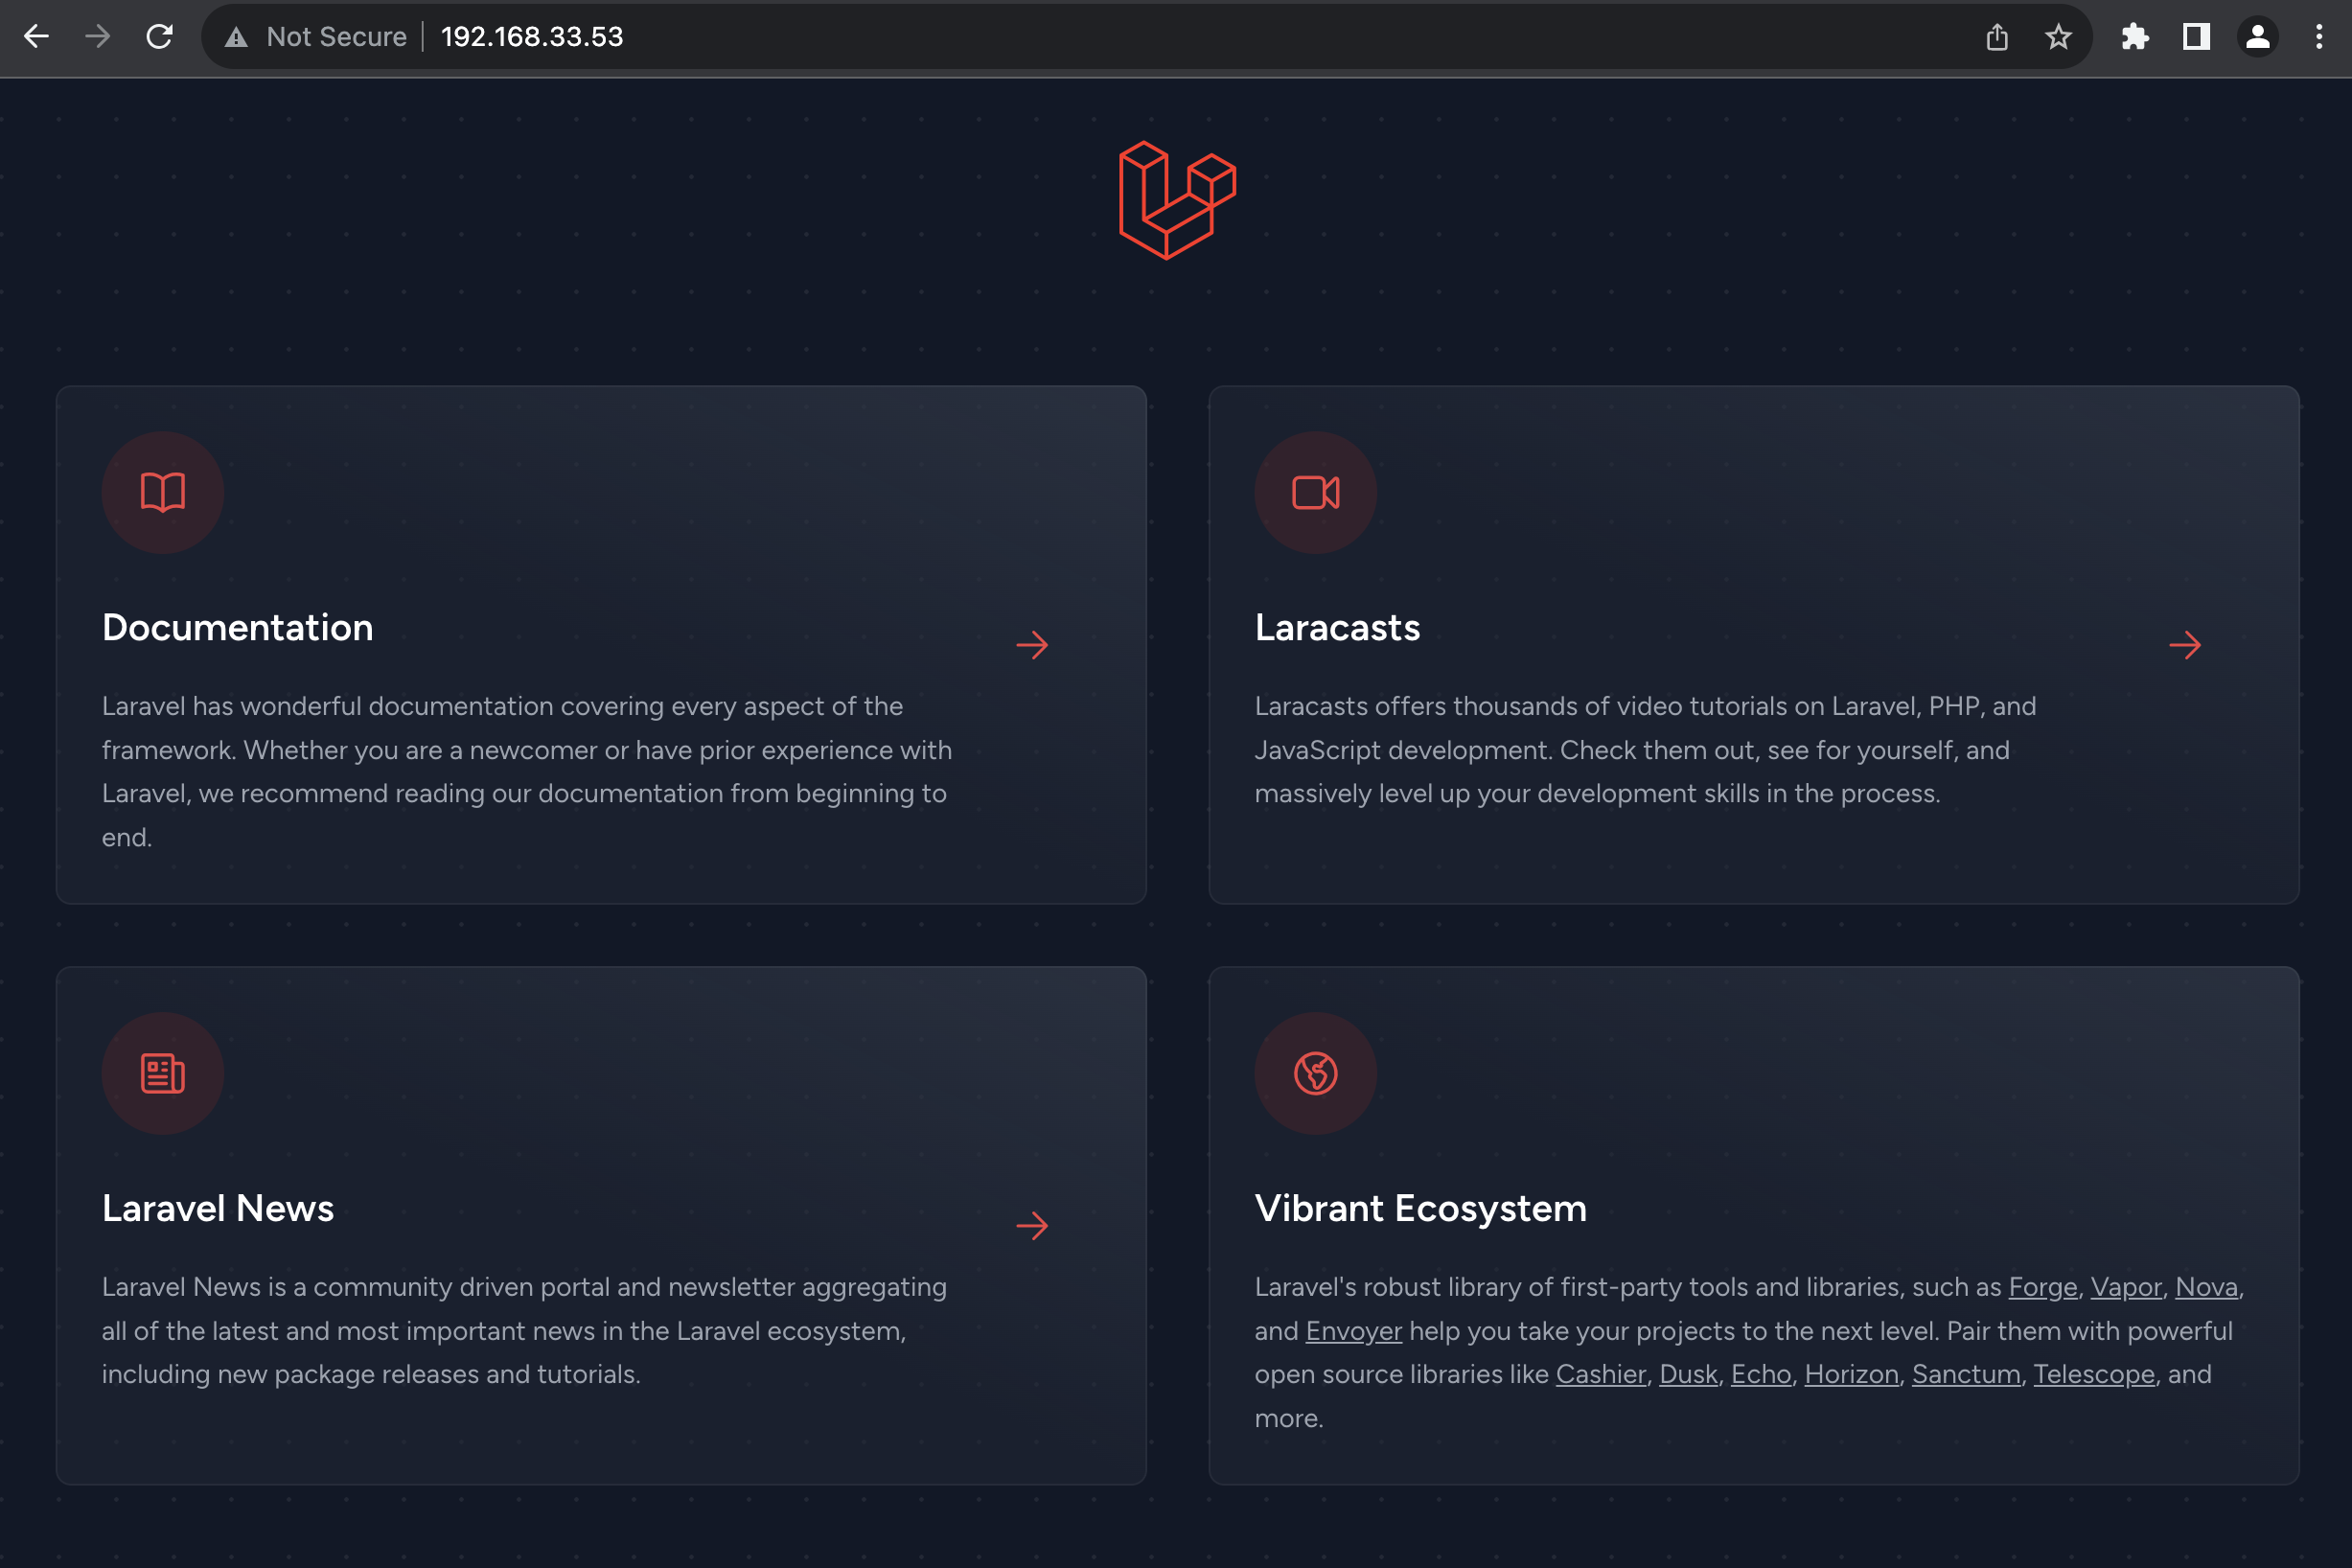 Not Secure
192.168.33.53
Documentation
Laravel has wonderful documentation covering every aspect of the
framework. Whether you are a newcomer or have prior experience with
Laravel, we recommend reading our documentation from beginning to
end.
Laracasts
Laracasts offers thousands of video tutorials on Laravel, PHP, and
JavaScript development. Check them out, see for yourself, and
massively level up your development skills in the process.
Laravel News
Laravel News is a community driven portal and newsletter aggregating
all of the latest and most important news in the Laravel ecosystem,
including new package releases and tutorials.
Vibrant Ecosystem
Laravel's robust library of first-party tools and libraries, such as Forge, Vapor, Nova,
and Envoyer help you take your projects to the next level. Pair them with powerful
open source libraries like Cashier, Dusk, Echo, Horizon, Sanctum, Telescope, and
more.